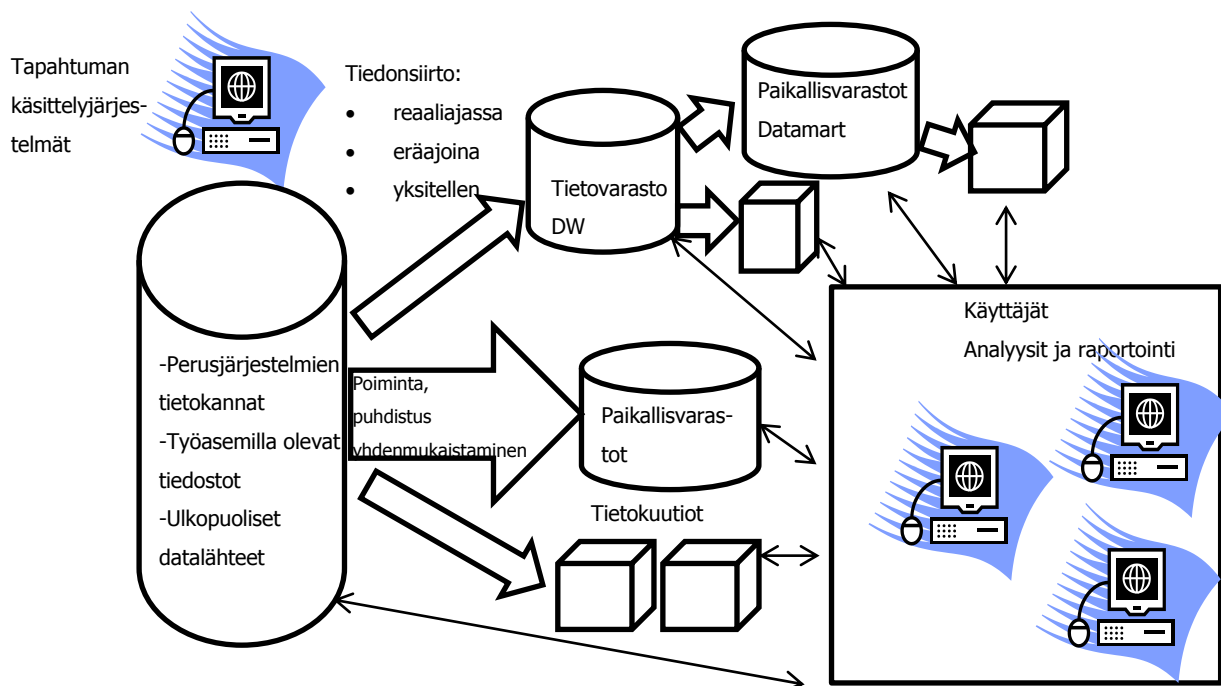 Tapahtuman
käsittelyjärjes-
telmät
Tiedonsiirto:
• reaaliajassa
• eräajoina
• yksitellen
Tietovarasto
DW
Paikallisvarastot
Datamart
-Perusjärjestelmien
tietokannat
-Työasemilla olevat
tiedostot
-Ulkopuoliset
datalähteet
Poiminta,
puhdistus
yhdenmukaistaminen
Paikallisvaras-
tot
Tietokuutiot
Käyttäjät
Analyysit ja raportointi